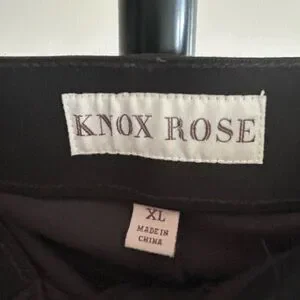 KNOX ROSE
XL
MADE IN
CHINA